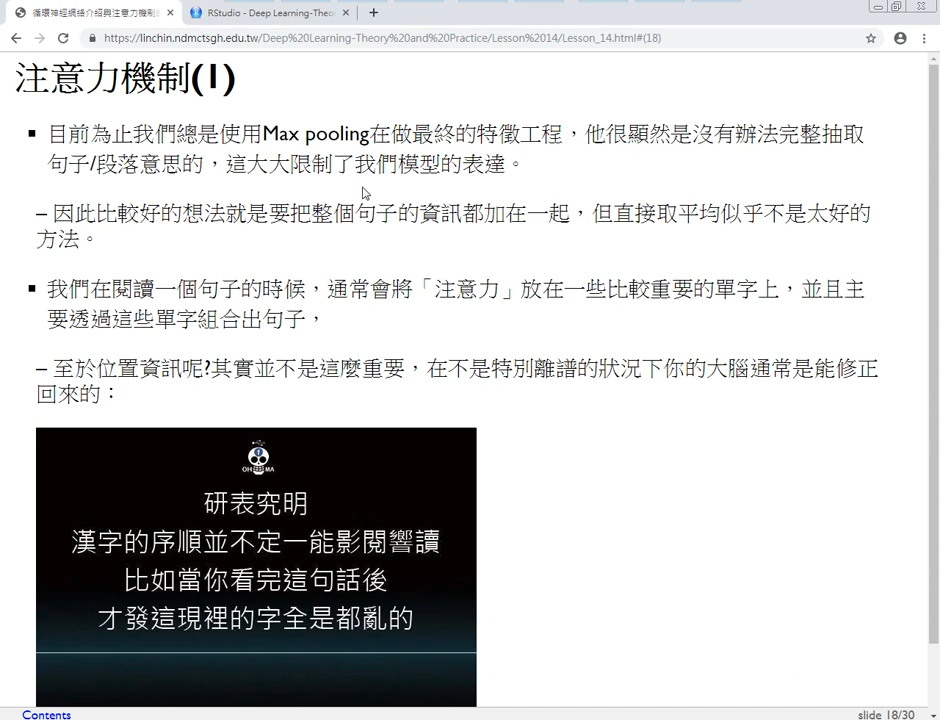 循環神經網絡介紹與注意力機制
RStudio - Deep Learning-Theo
https://linchin.ndmctsgh.edu.tw/Deep%20Learning-Theory%20and%20Practice/Lesson%2014/Lesson_14.html#(18)
注意力機制(1)
目前為止我們總是使用Max pooling在做最終的特徵工程，他很顯然是沒有辦法完整抽取
句子/段落意思的，這大大限制了我們模型的表達。
– 因此比較好的想法就是要把整個句子的資訊都加在一起，但直接取平均似乎不是太好的
方法。
我們在閱讀一個句子的時候，通常會將「注意力」放在一些比較重要的單字上，並且主
要透過這些單字組合出句子，
– 至於位置資訊呢?其實並不是這麼重要，在不是特別離譜的狀況下你的大腦通常是能修正
回來的：
OH MA
研表究明
漢字的序順並不定一能影閱響讀
比如當你看完這句話後
才發這現裡的字全是都亂的
Contents
slide 18/30